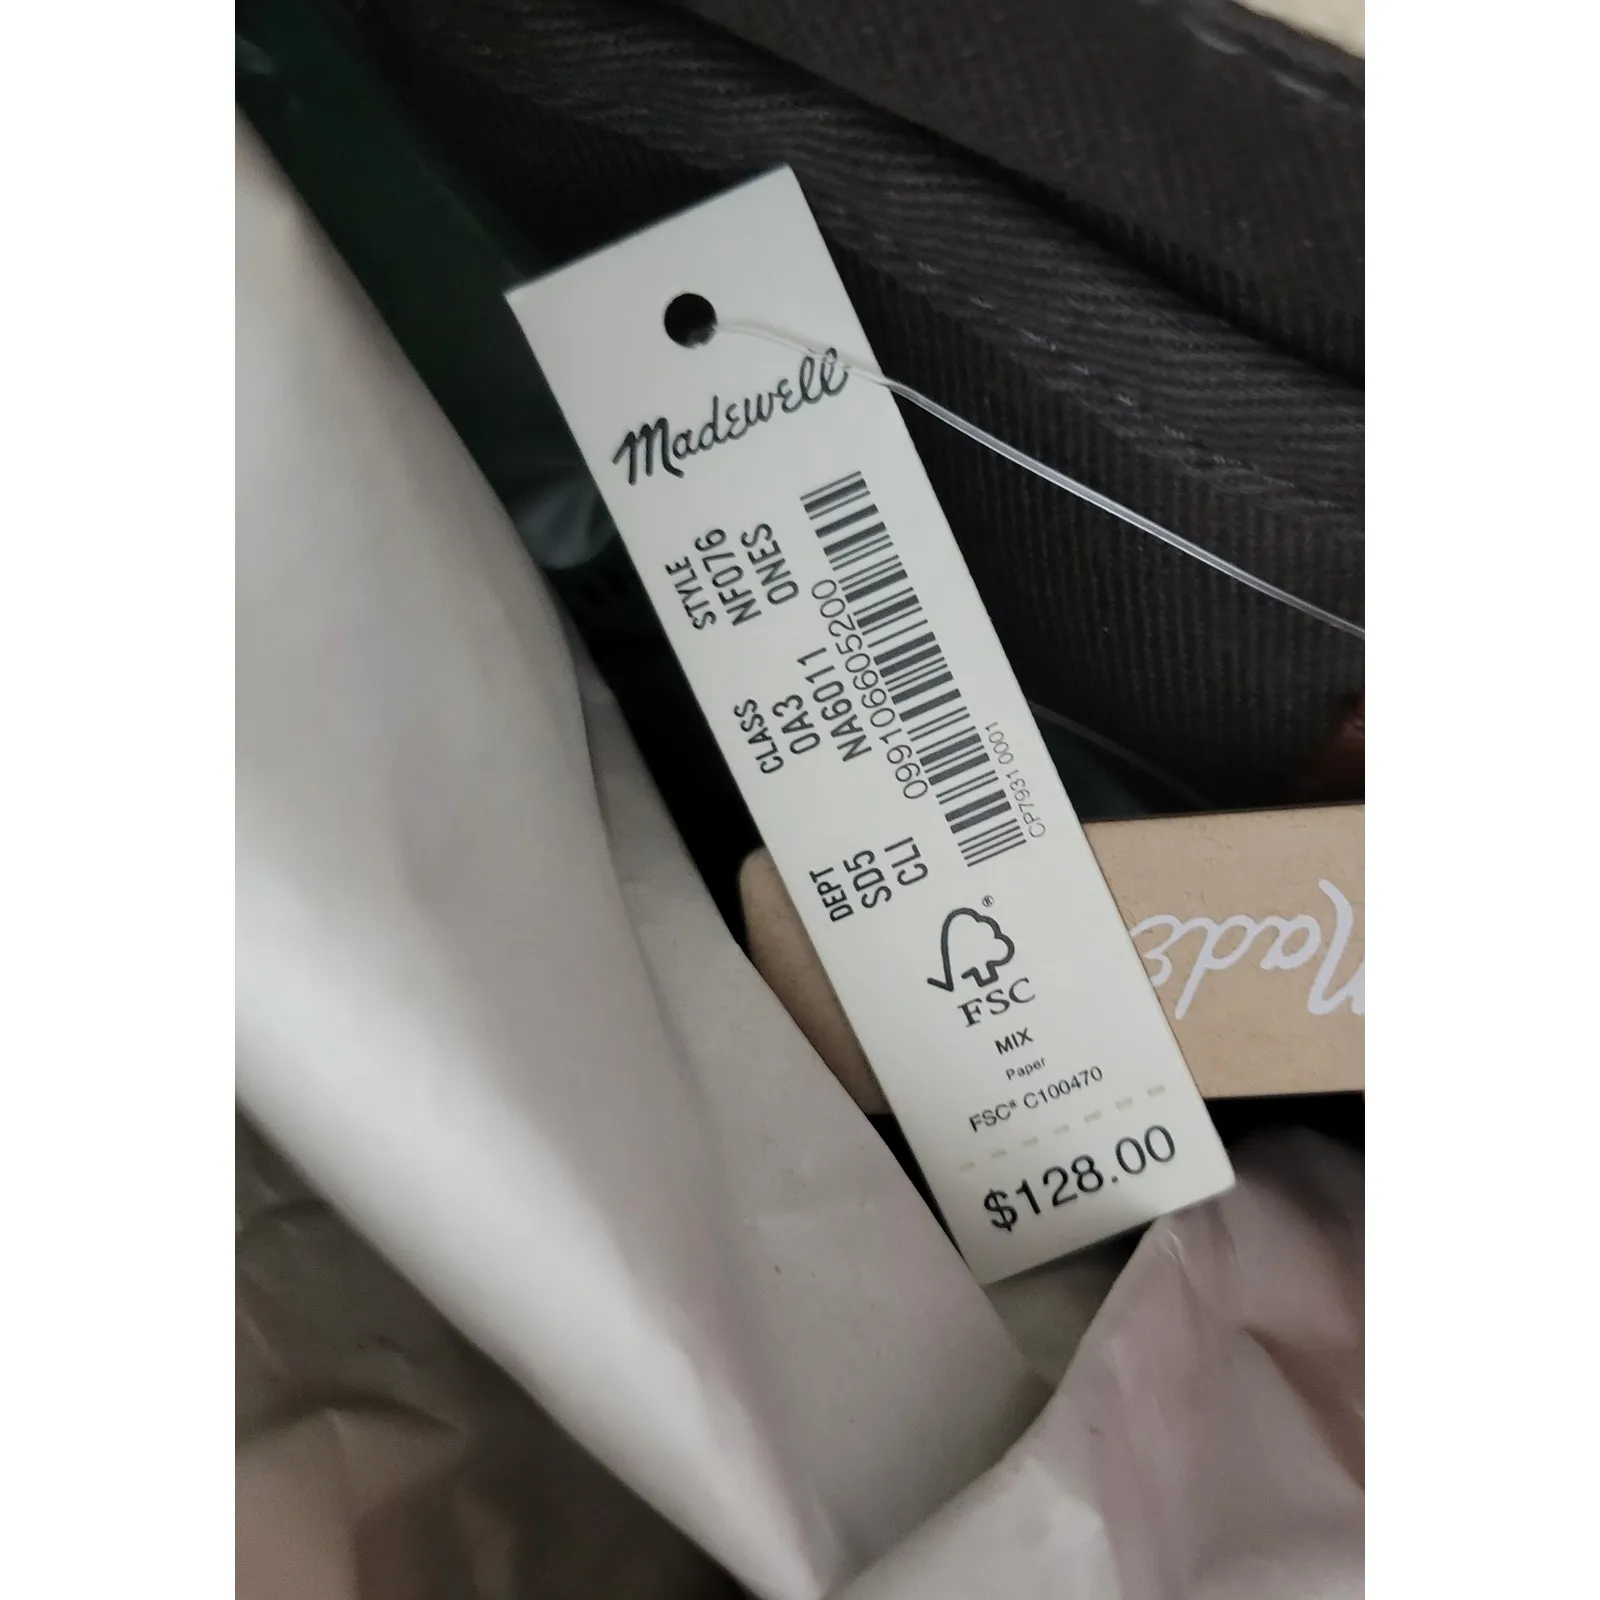 Madewell
STYLE
NF076
ONES
CLASS
0A3
NA6011
DEPT
SD5
CLI
099106605200
CP7931 0001
FSC®
MIX
Paper
FSC® C100470
$128.00
Made